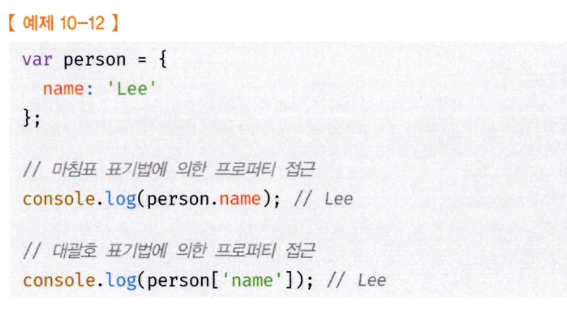 【 예제 10-12 】
var person = {
  name: 'Lee'
};
// 마침표 표기법에 의한 프로퍼티 접근
console.log(person.name); // Lee
// 대괄호 표기법에 의한 프로퍼티 접근
console.log(person['name']); // Lee